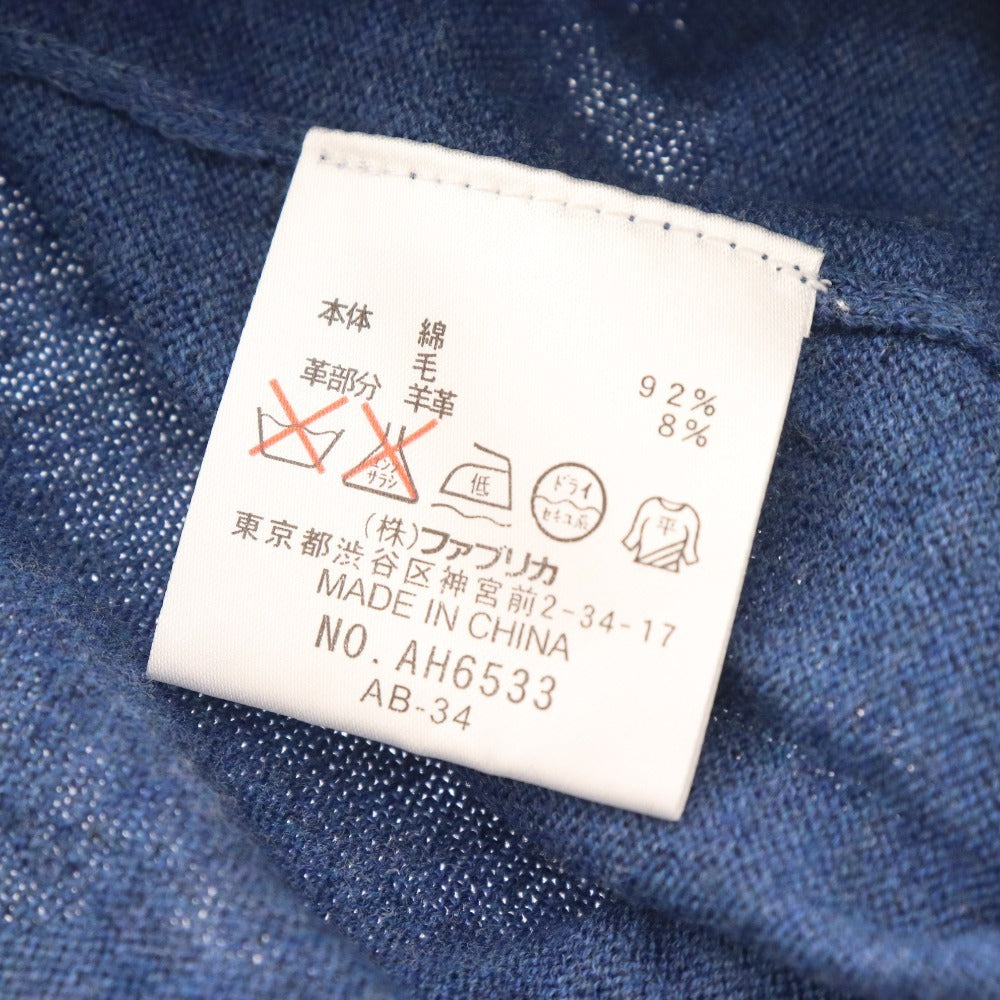 本体 綿 92%
毛 8%
革部分 羊革
エンソ
サラシ
低
ドライ
セキユ系
平
(株)ファブリカ
東京都渋谷区神宮前2-34-17
MADE IN CHINA
NO. AH6533
AB-34